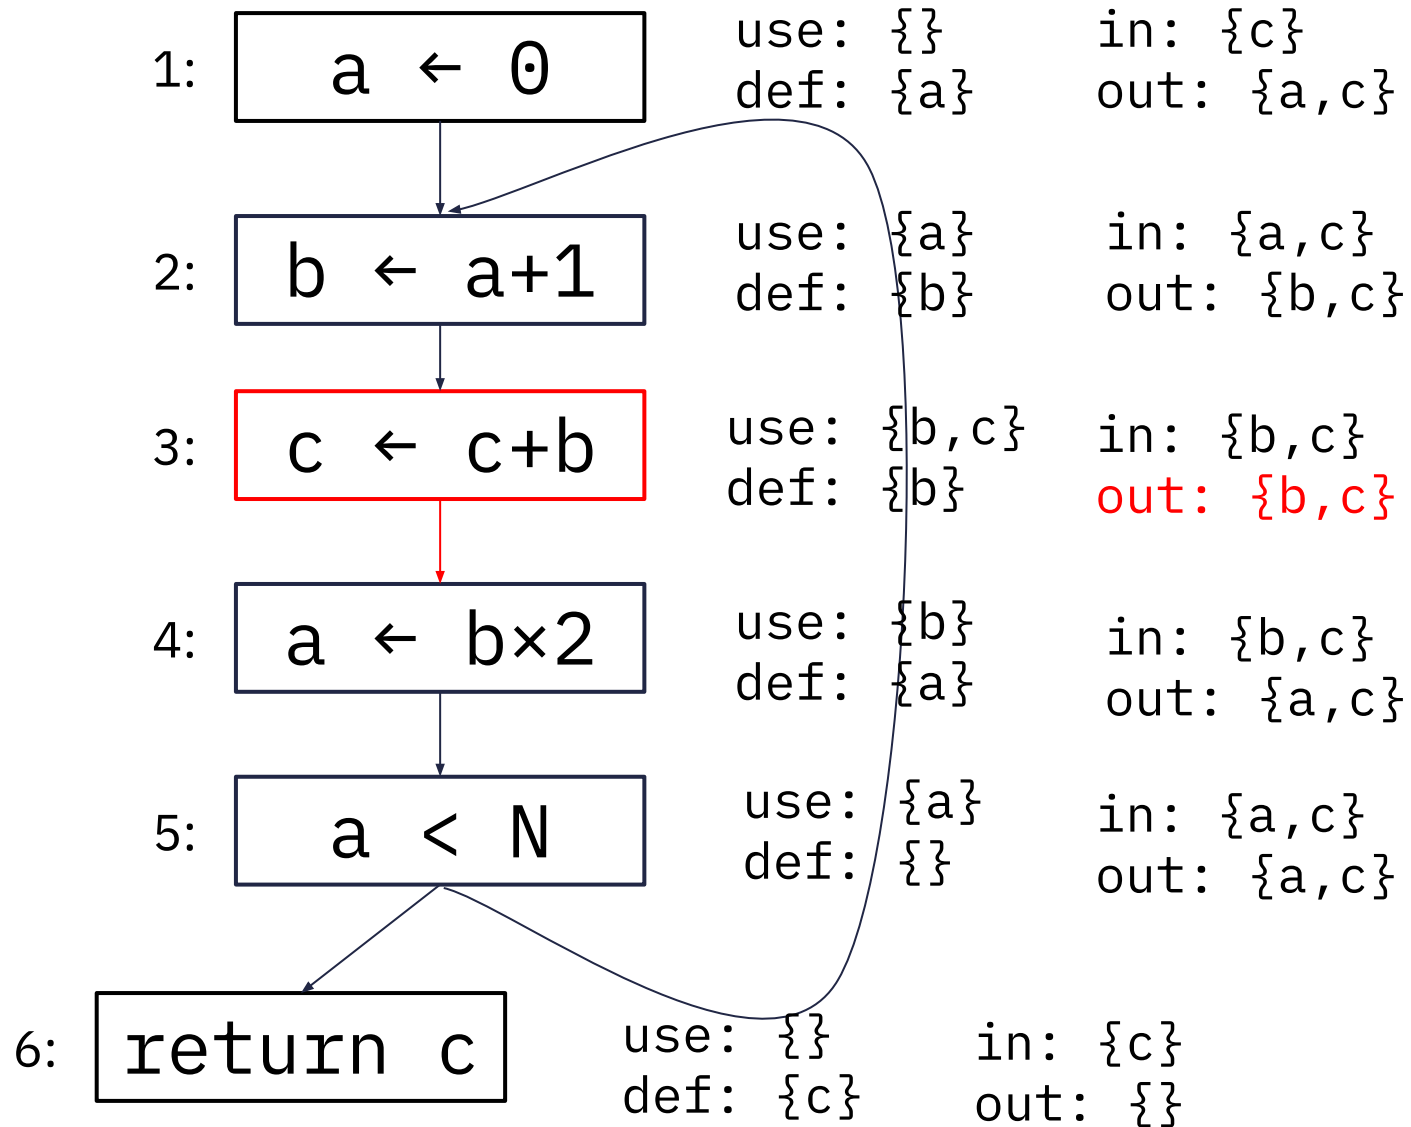 1:
a ← 0
use: {}
def: {a}
in: {c}
out: {a,c}
2:
b ← a+1
use: {a}
def: {b}
in: {a,c}
out: {b,c}
3:
c ← c+b
use: {b,c}
def: {b}
in: {b,c}
out: {b,c}
4:
a ← b×2
use: {b}
def: {a}
in: {b,c}
out: {a,c}
5:
a < N
use: {a}
def: {}
in: {a,c}
out: {a,c}
6:
return c
use: {}
def: {c}
in: {c}
out: {}